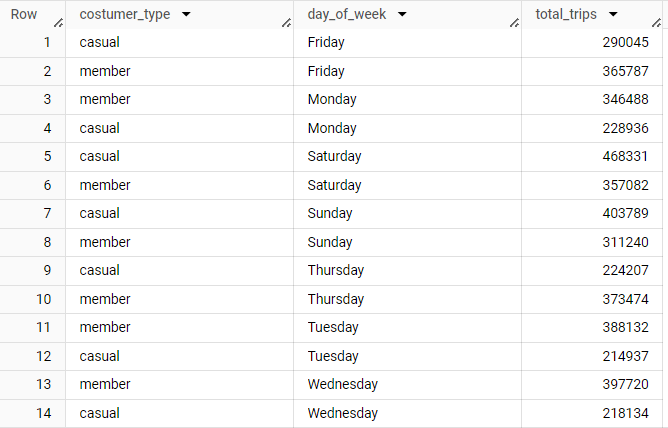 Row costumer_type day_of_week total_trips
1 casual Friday 290045
2 member Friday 365787
3 member Monday 346488
4 casual Monday 228936
5 casual Saturday 468331
6 member Saturday 357082
7 casual Sunday 403789
8 member Sunday 311240
9 casual Thursday 224207
10 member Thursday 373474
11 member Tuesday 388132
12 casual Tuesday 214937
13 member Wednesday 397720
14 casual Wednesday 218134